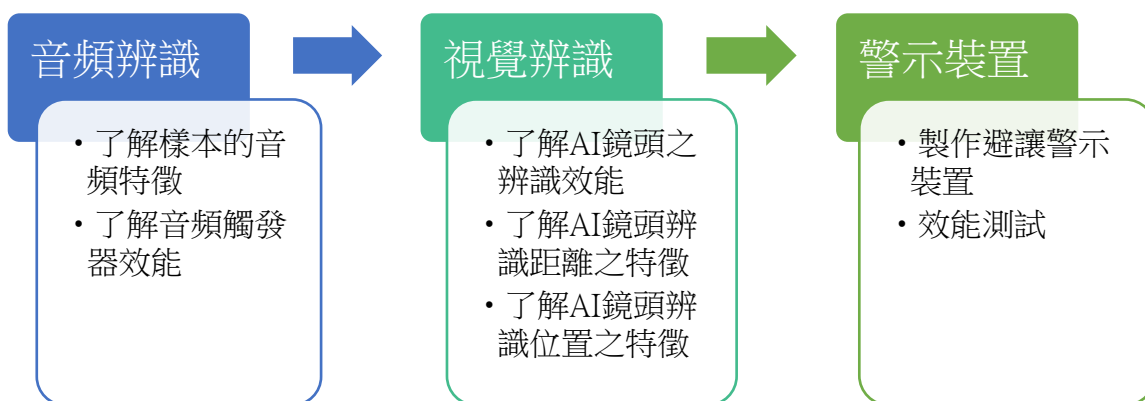 音頻辨識
・了解樣本的音
頻特徵
・了解音頻觸發
器效能
視覺辨識
・了解AI鏡頭之
辨識效能
・了解AI鏡頭辨
識距離之特徵
・了解AI鏡頭辨
識位置之特徵
警示裝置
・製作避讓警示
裝置
・效能測試